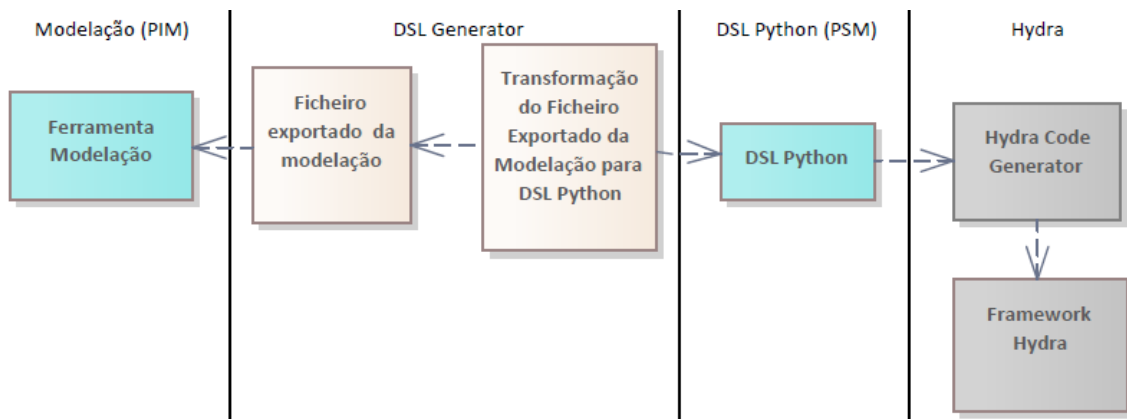 Modelação (PIM)
DSL Generator
DSL Python (PSM)
Hydra
Ferramenta
Modelação
Ficheiro
exportado da
modelação
Transformação
do Ficheiro
Exportado da
Modelação para
DSL Python
DSL Python
Hydra Code
Generator
Framework
Hydra